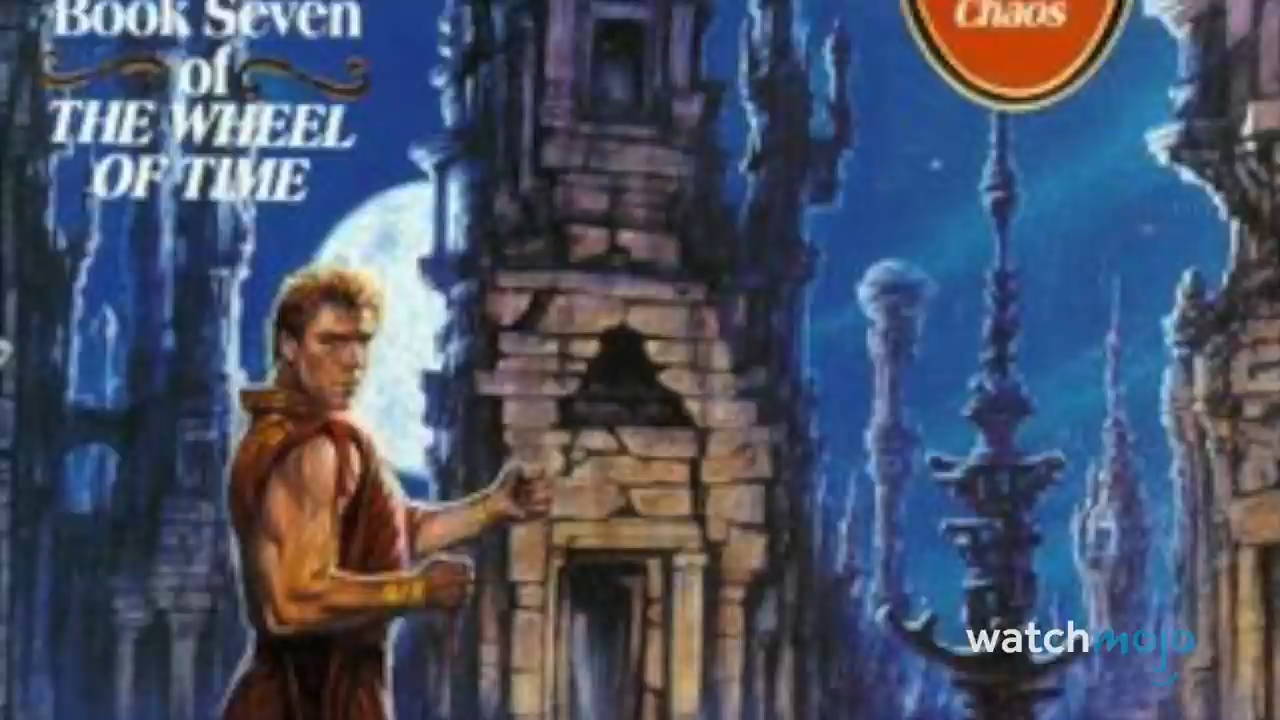 Book Seven
of
THE WHEEL
OF TIME
Chaos
watchmojo